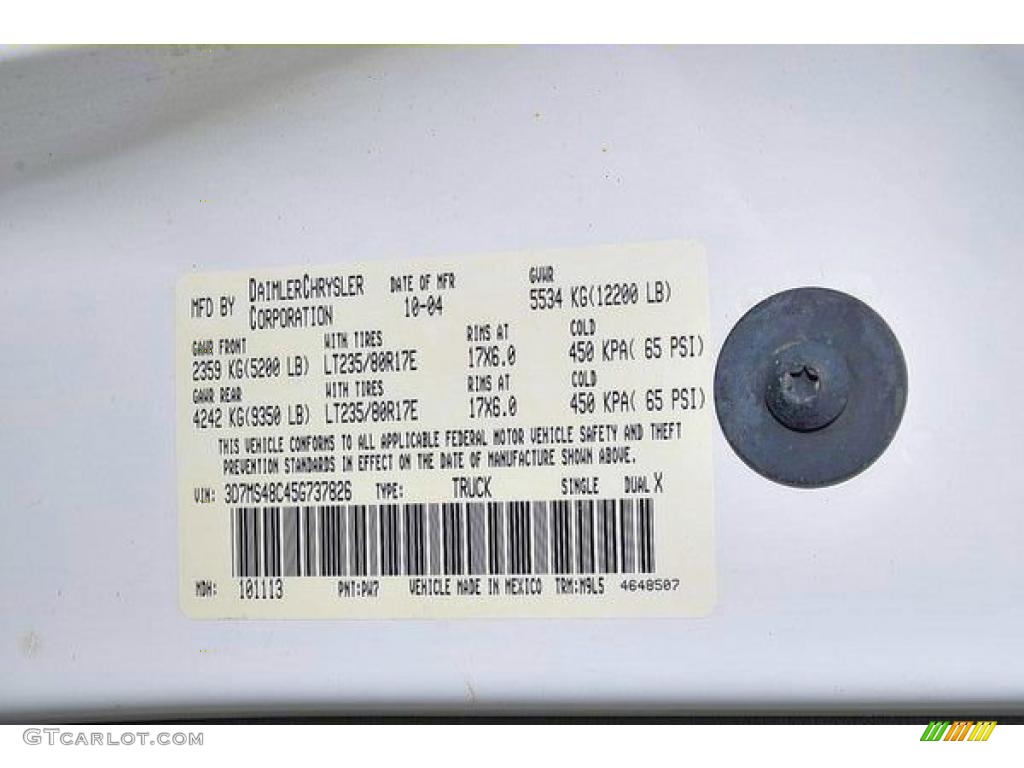 MFD BY DAIMLERCHRYSLER CORPORATION DATE OF MFR 10-04 GVWR 5534 KG(12200 LB)
GAWR FRONT WITH TIRES RIMS AT COLD
2359 KG(5200 LB) LT235/80R17E 17X6.0 450 KPA( 65 PSI)
GAWR REAR WITH TIRES RIMS AT COLD
4242 KG(9350 LB) LT235/80R17E 17X6.0 450 KPA( 65 PSI)
THIS VEHICLE CONFORMS TO ALL APPLICABLE FEDERAL MOTOR VEHICLE SAFETY AND THEFT
PREVENTION STANDARDS IN EFFECT ON THE DATE OF MANUFACTURE SHOWN ABOVE.
VIN: 3D7MS48C45G737826 TYPE: TRUCK SINGLE DUAL X
MDH: 101113 PNT:PW7 VEHICLE MADE IN MEXICO TRM:M9L5 4648507
GTCARLOT.COM